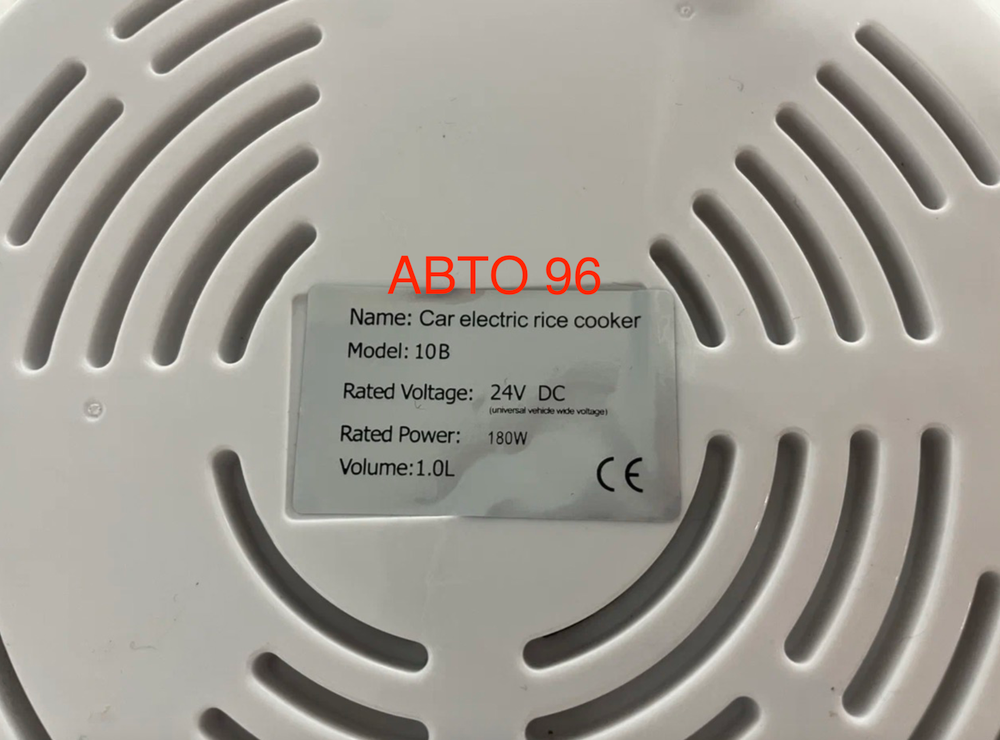 АВТО 96
Name: Car electric rice cooker
Model: 10B
Rated Voltage: 24V DC
(universal vehicle wide voltage)
Rated Power: 180W
Volume:1.0L
CE